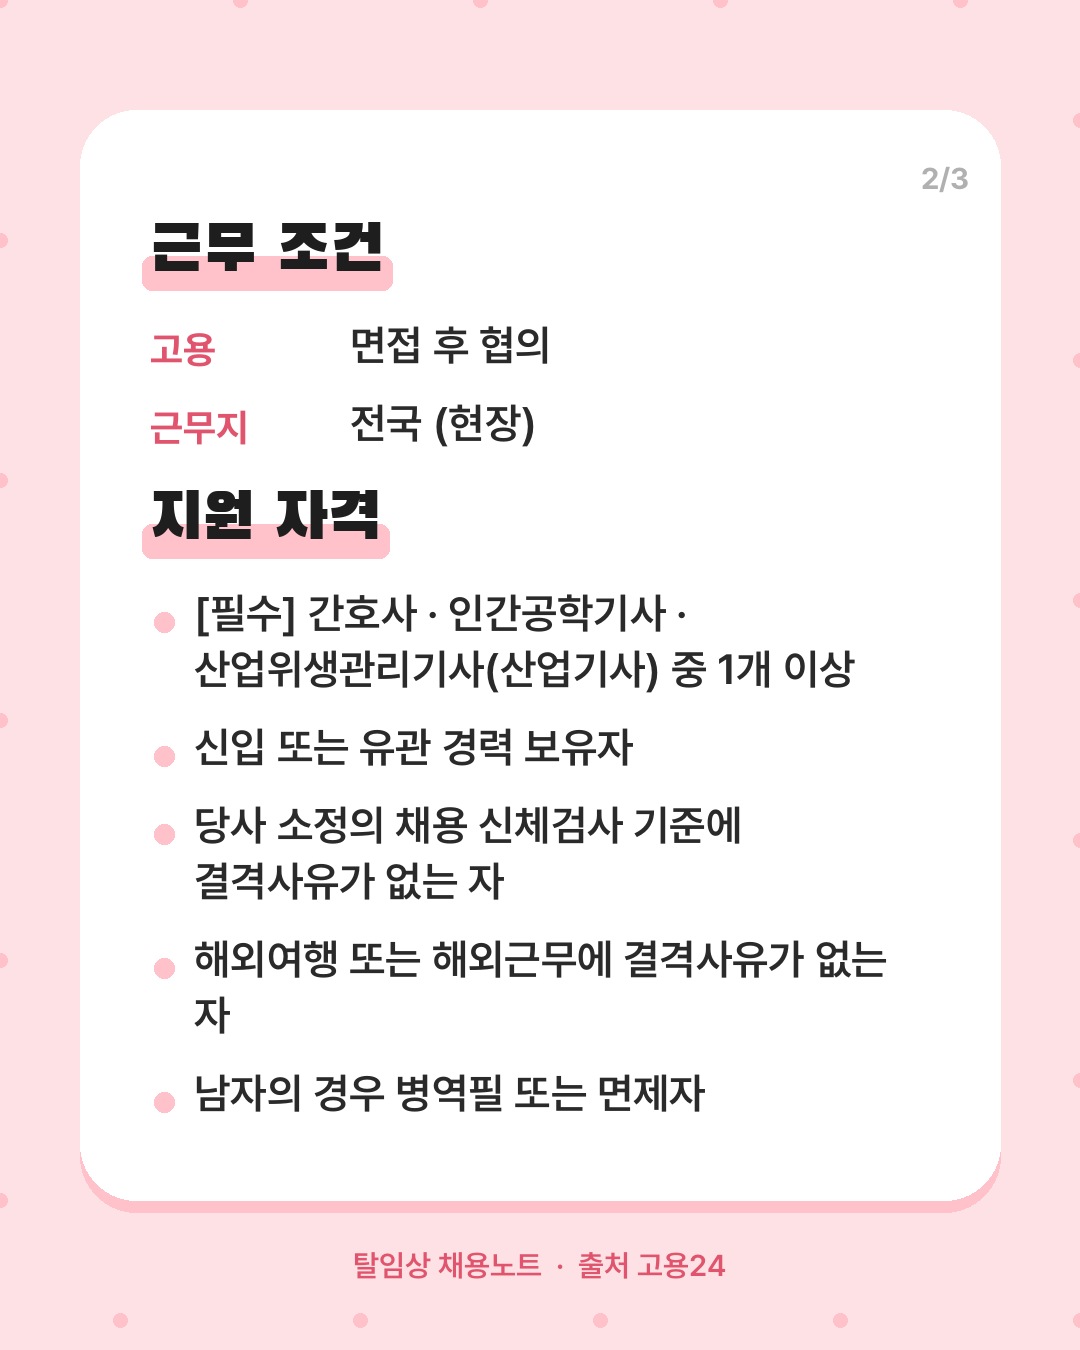 2/3
근무 조건
고용 면접 후 협의
근무지 전국 (현장)
지원 자격
[필수] 간호사 · 인간공학기사 ·
산업위생관리기사(산업기사) 중 1개 이상
신입 또는 유관 경력 보유자
당사 소정의 채용 신체검사 기준에
결격사유가 없는 자
해외여행 또는 해외근무에 결격사유가 없는
자
남자의 경우 병역필 또는 면제자
탈임상 채용노트 · 출처 고용24